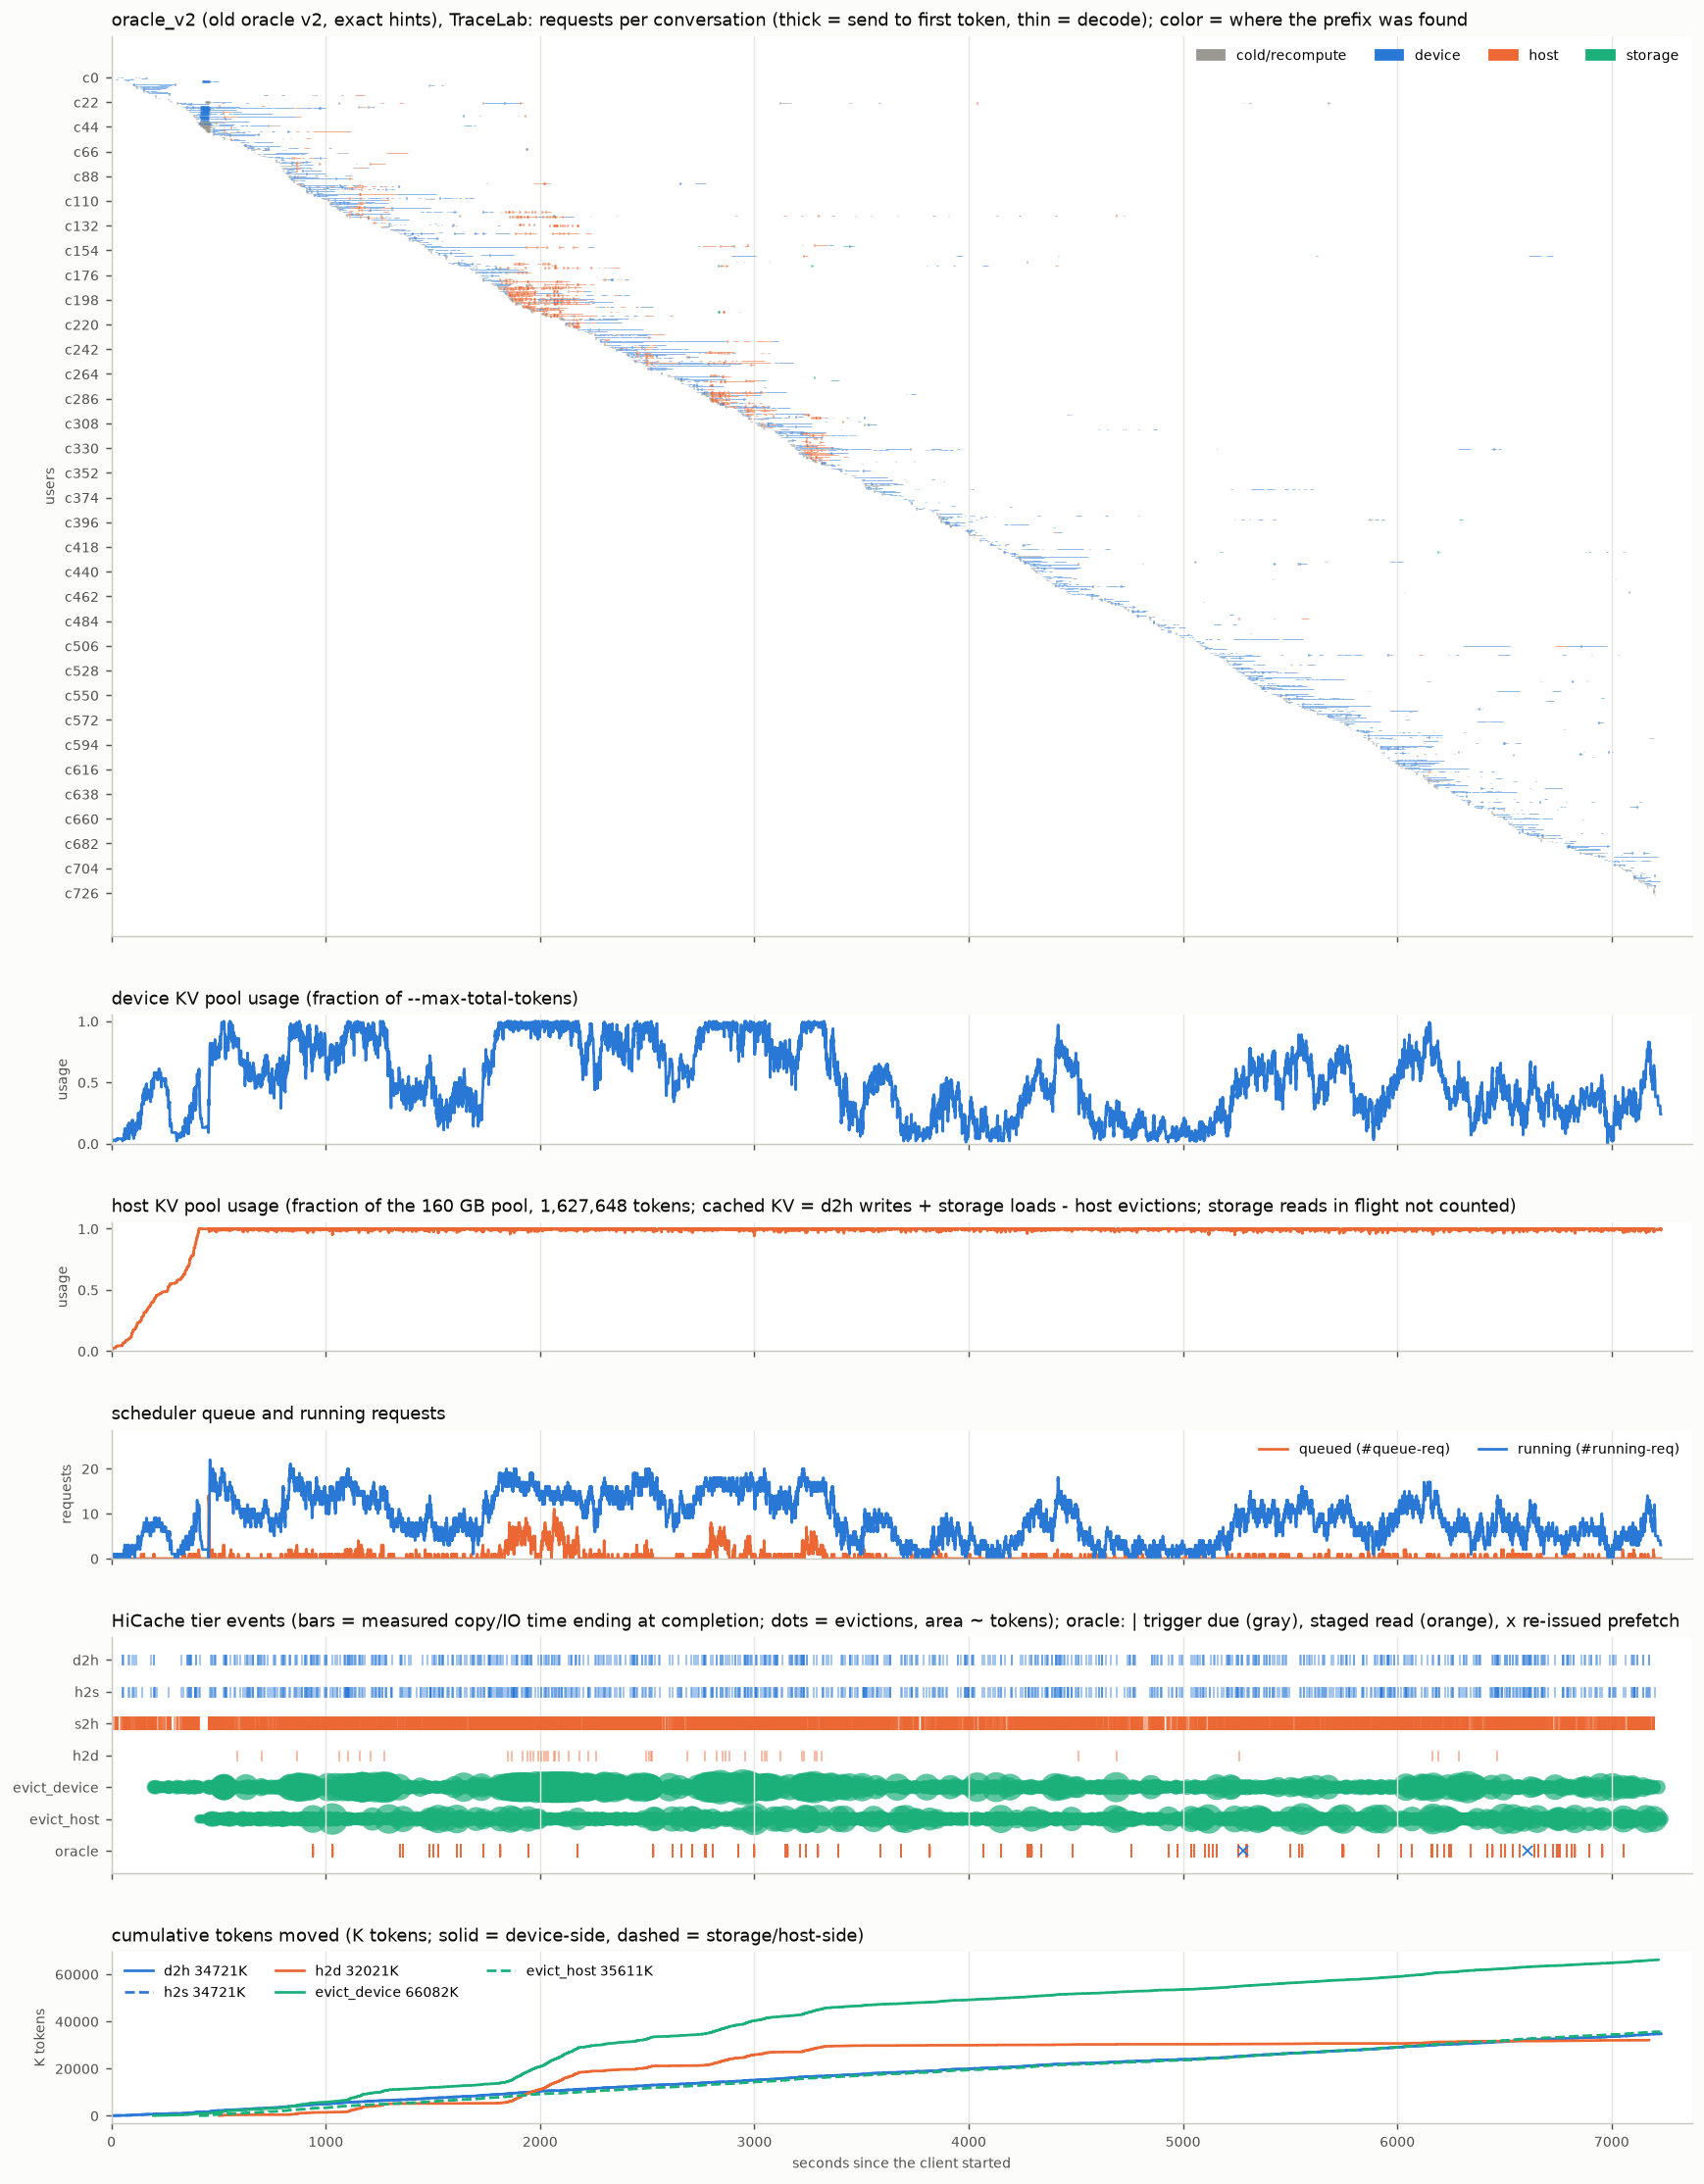 oracle_v2 (old oracle v2, exact hints), TraceLab: requests per conversation (thick = send to first token, thin = decode); color = where the prefix was found
cold/recompute device host storage
c0
c22
c44
c66
c88
c110
c132
c154
c176
c198
c220
c242
c264
c286
c308
c330
c352
c374
c396
c418
c440
c462
c484
c506
c528
c550
c572
c594
c616
c638
c660
c682
c704
c726
users
device KV pool usage (fraction of --max-total-tokens)
1.0
0.5
0.0
usage
host KV pool usage (fraction of the 160 GB pool, 1,627,648 tokens; cached KV = d2h writes + storage loads - host evictions; storage reads in flight not counted)
1.0
0.5
0.0
usage
scheduler queue and running requests
queued (#queue-req) running (#running-req)
20
10
0
requests
HiCache tier events (bars = measured copy/IO time ending at completion; dots = evictions, area ~ tokens); oracle: | trigger due (gray), staged read (orange), x re-issued prefetch
d2h
h2s
s2h
h2d
evict_device
evict_host
oracle
cumulative tokens moved (K tokens; solid = device-side, dashed = storage/host-side)
d2h 34721K h2d 32021K evict_host 35611K
h2s 34721K evict_device 66082K
60000
40000
20000
0
K tokens
0 1000 2000 3000 4000 5000 6000 7000
seconds since the client started